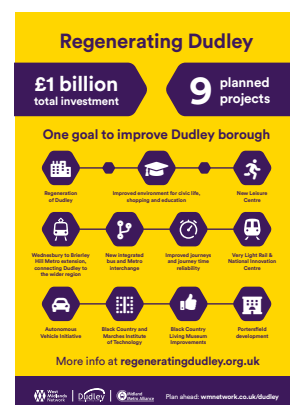 Regenerating Dudley
£1 billion
total investment
9 planned
projects
One goal to improve Dudley borough
Regeneration
of Dudley
Improved environment for civic life,
shopping and education
New Leisure
Centre
Wednesbury to Brierley
Hill Metro extension,
connecting Dudley to
the wider region
New integrated
bus and Metro
interchange
Improved journeys
and journey time
reliability
Very Light Rail &
National Innovation
Centre
Autonomous
Vehicle Initiative
Black Country and
Marches Institute
of Technology
Black Country
Living Museum
improvements
Portersfield
development
More info at regeneratingdudley.org.uk
West
Midlands
Network
Dudley
Midland
Metro Alliance
Plan ahead: wmnetwork.co.uk/dudley